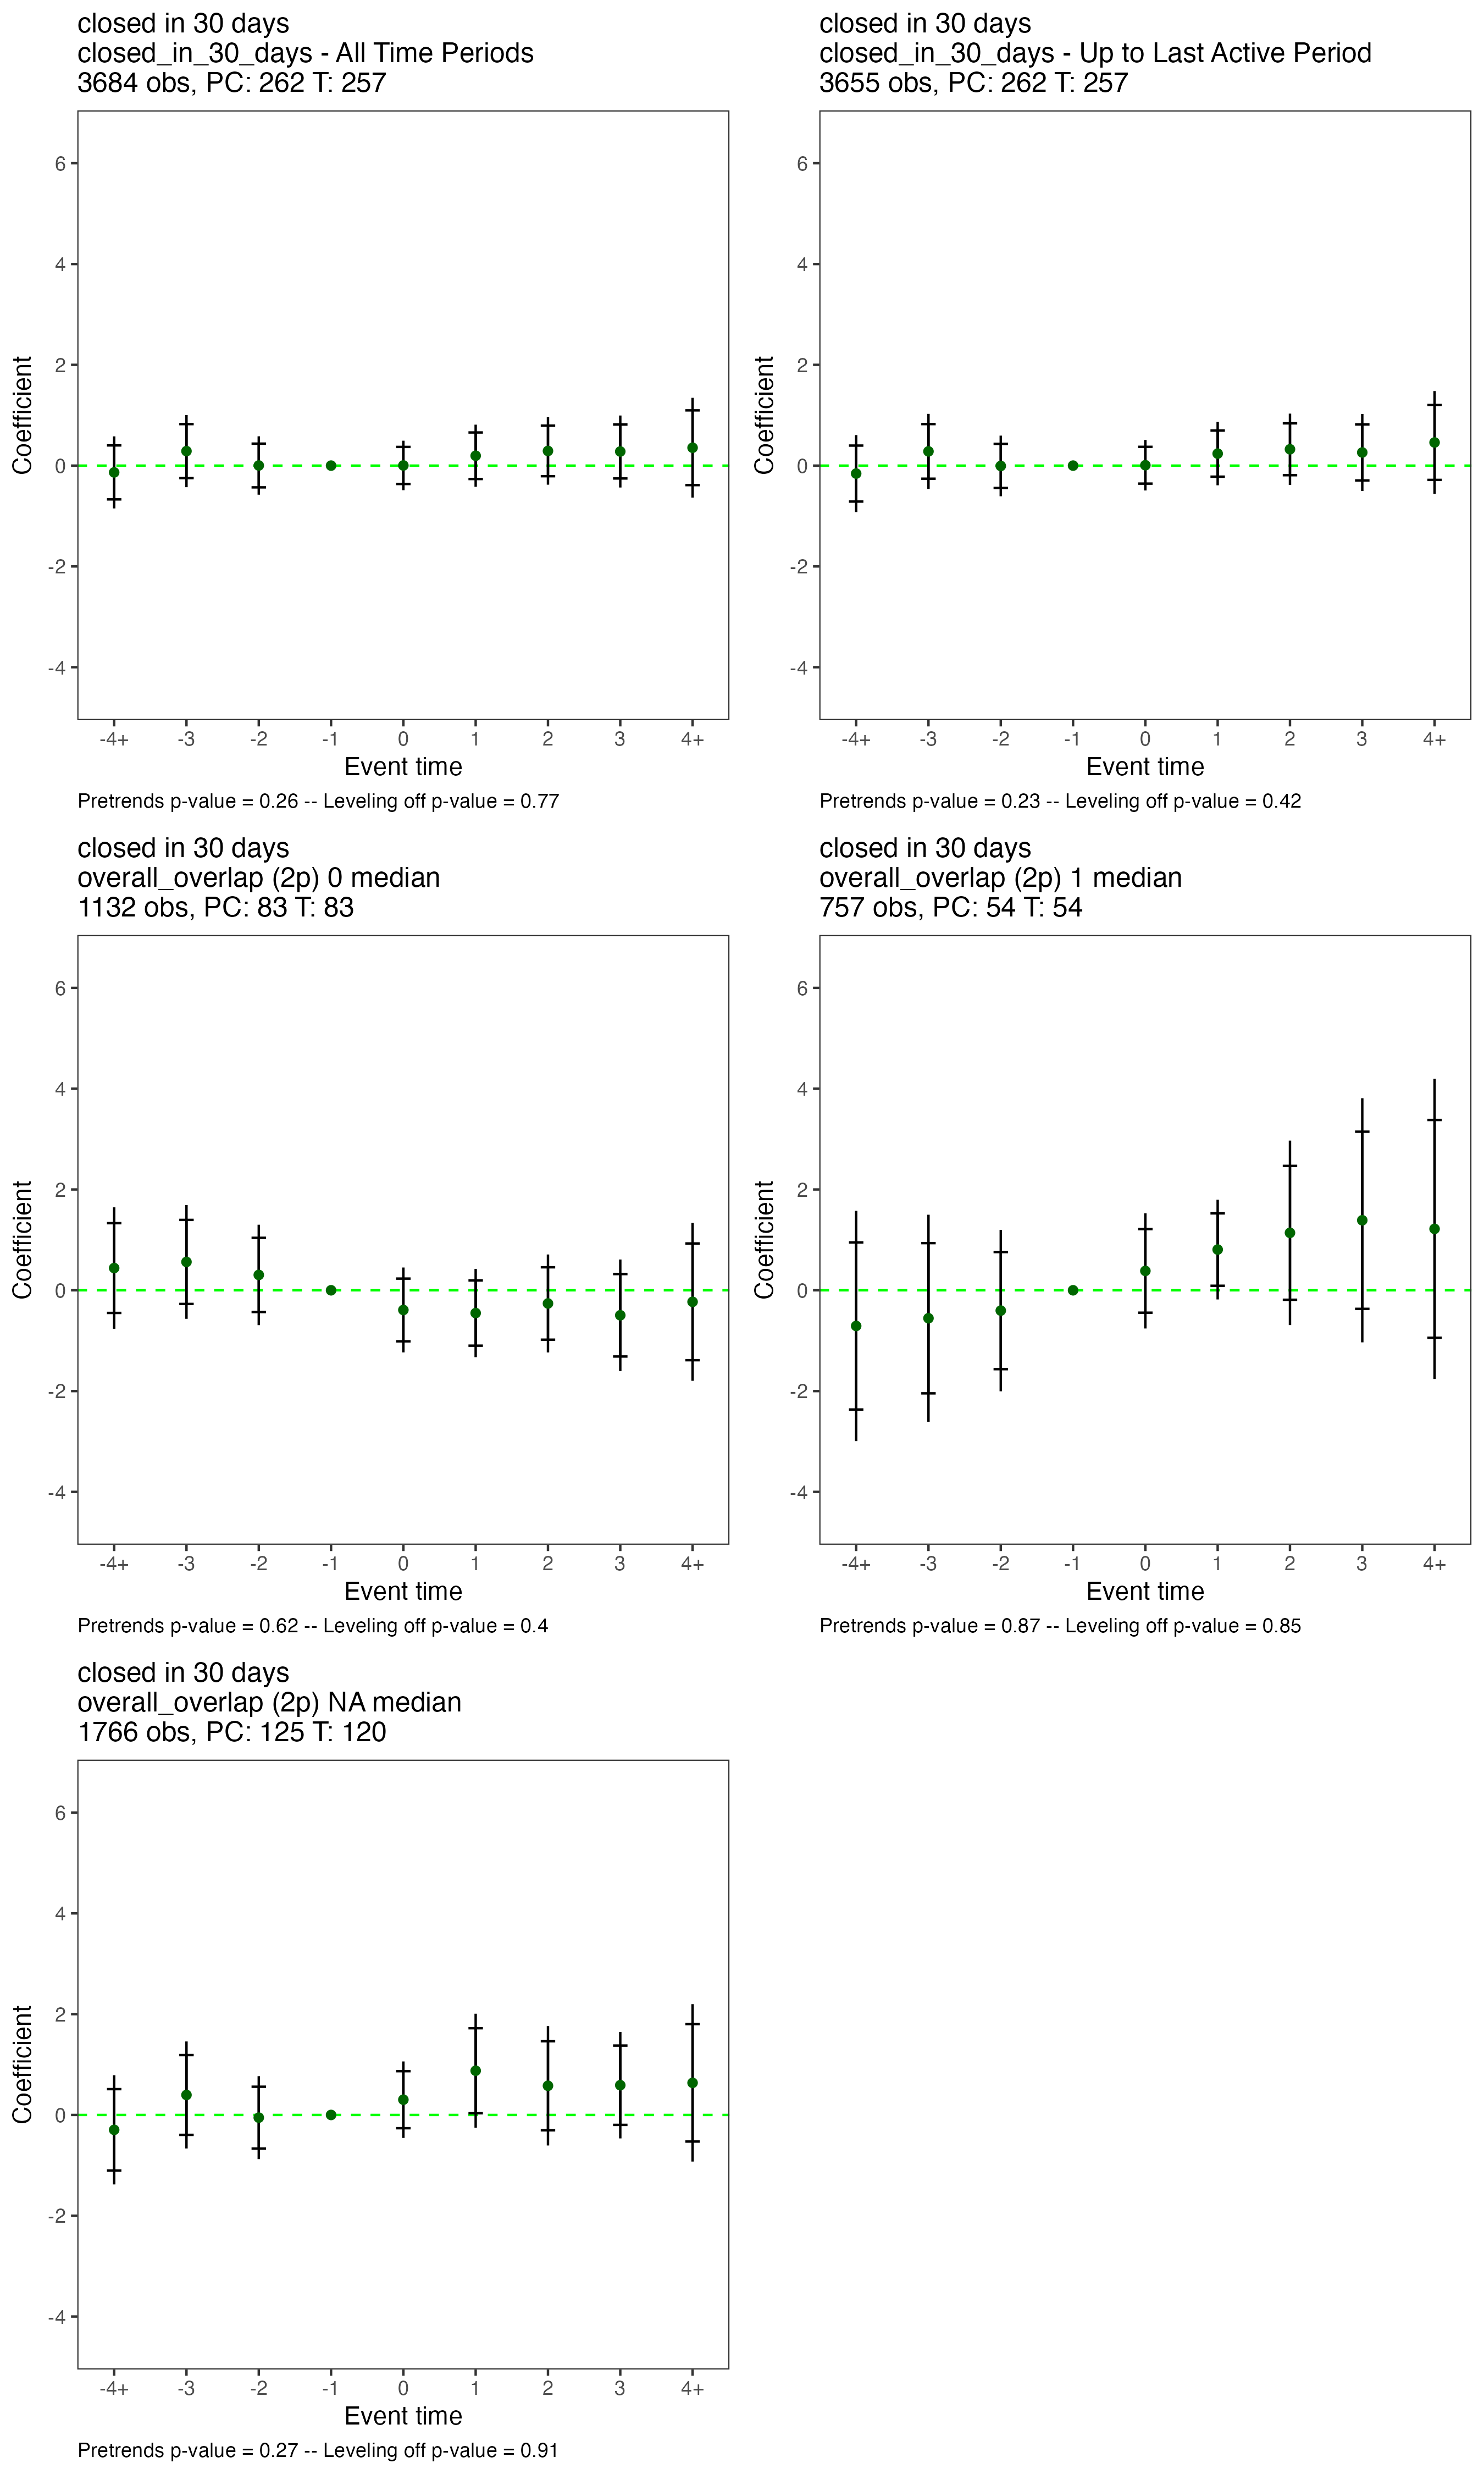 closed in 30 days
closed_in_30_days - All Time Periods
3684 obs, PC: 262 T: 257
Coefficient
6
4
2
0
-2
-4
-4+ -3 -2 -1 0 1 2 3 4+
Event time
Pretrends p-value = 0.26 -- Leveling off p-value = 0.77
closed in 30 days
closed_in_30_days - Up to Last Active Period
3655 obs, PC: 262 T: 257
Coefficient
6
4
2
0
-2
-4
-4+ -3 -2 -1 0 1 2 3 4+
Event time
Pretrends p-value = 0.23 -- Leveling off p-value = 0.42
closed in 30 days
overall_overlap (2p) 0 median
1132 obs, PC: 83 T: 83
Coefficient
6
4
2
0
-2
-4
-4+ -3 -2 -1 0 1 2 3 4+
Event time
Pretrends p-value = 0.62 -- Leveling off p-value = 0.4
closed in 30 days
overall_overlap (2p) 1 median
757 obs, PC: 54 T: 54
Coefficient
6
4
2
0
-2
-4
-4+ -3 -2 -1 0 1 2 3 4+
Event time
Pretrends p-value = 0.87 -- Leveling off p-value = 0.85
closed in 30 days
overall_overlap (2p) NA median
1766 obs, PC: 125 T: 120
Coefficient
6
4
2
0
-2
-4
-4+ -3 -2 -1 0 1 2 3 4+
Event time
Pretrends p-value = 0.27 -- Leveling off p-value = 0.91